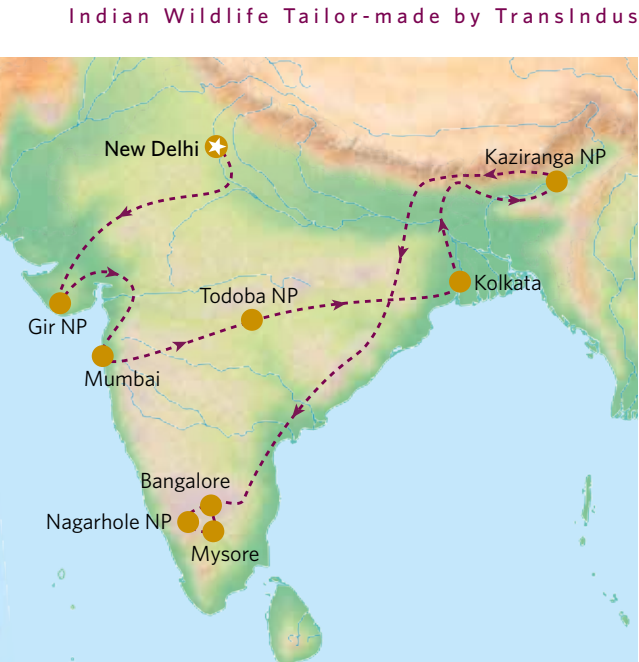 Indian Wildlife Tailor-made by TransIndus
New Delhi
Kaziranga NP
Todoba NP
Kolkata
Gir NP
Mumbai
Bangalore
Nagarhole NP
Mysore